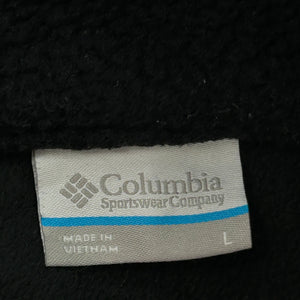 Columbia
Sportswear Company
MADE IN
VIETNAM
L